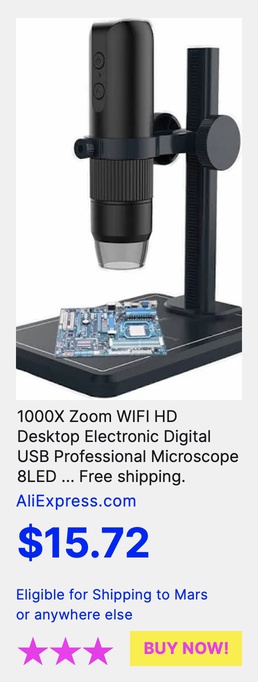 1000X Zoom WIFI HD
Desktop Electronic Digital
USB Professional Microscope
8LED ... Free shipping.
AliExpress.com
$15.72
Eligible for Shipping to Mars
or anywhere else
BUY NOW!